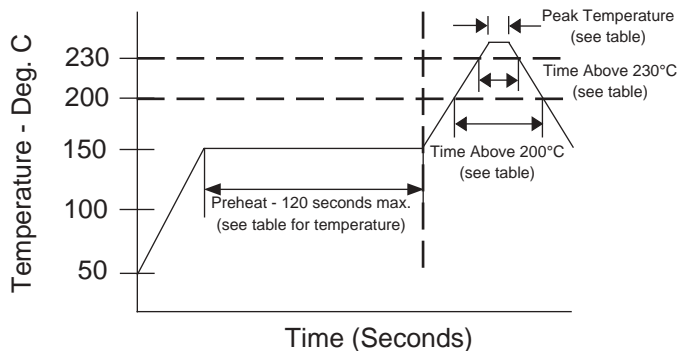 Temperature - Deg. C
230
200
150
100
50
Peak Temperature
(see table)
Time Above 230°C
(see table)
Time Above 200°C
(see table)
Preheat - 120 seconds max.
(see table for temperature)
Time (Seconds)